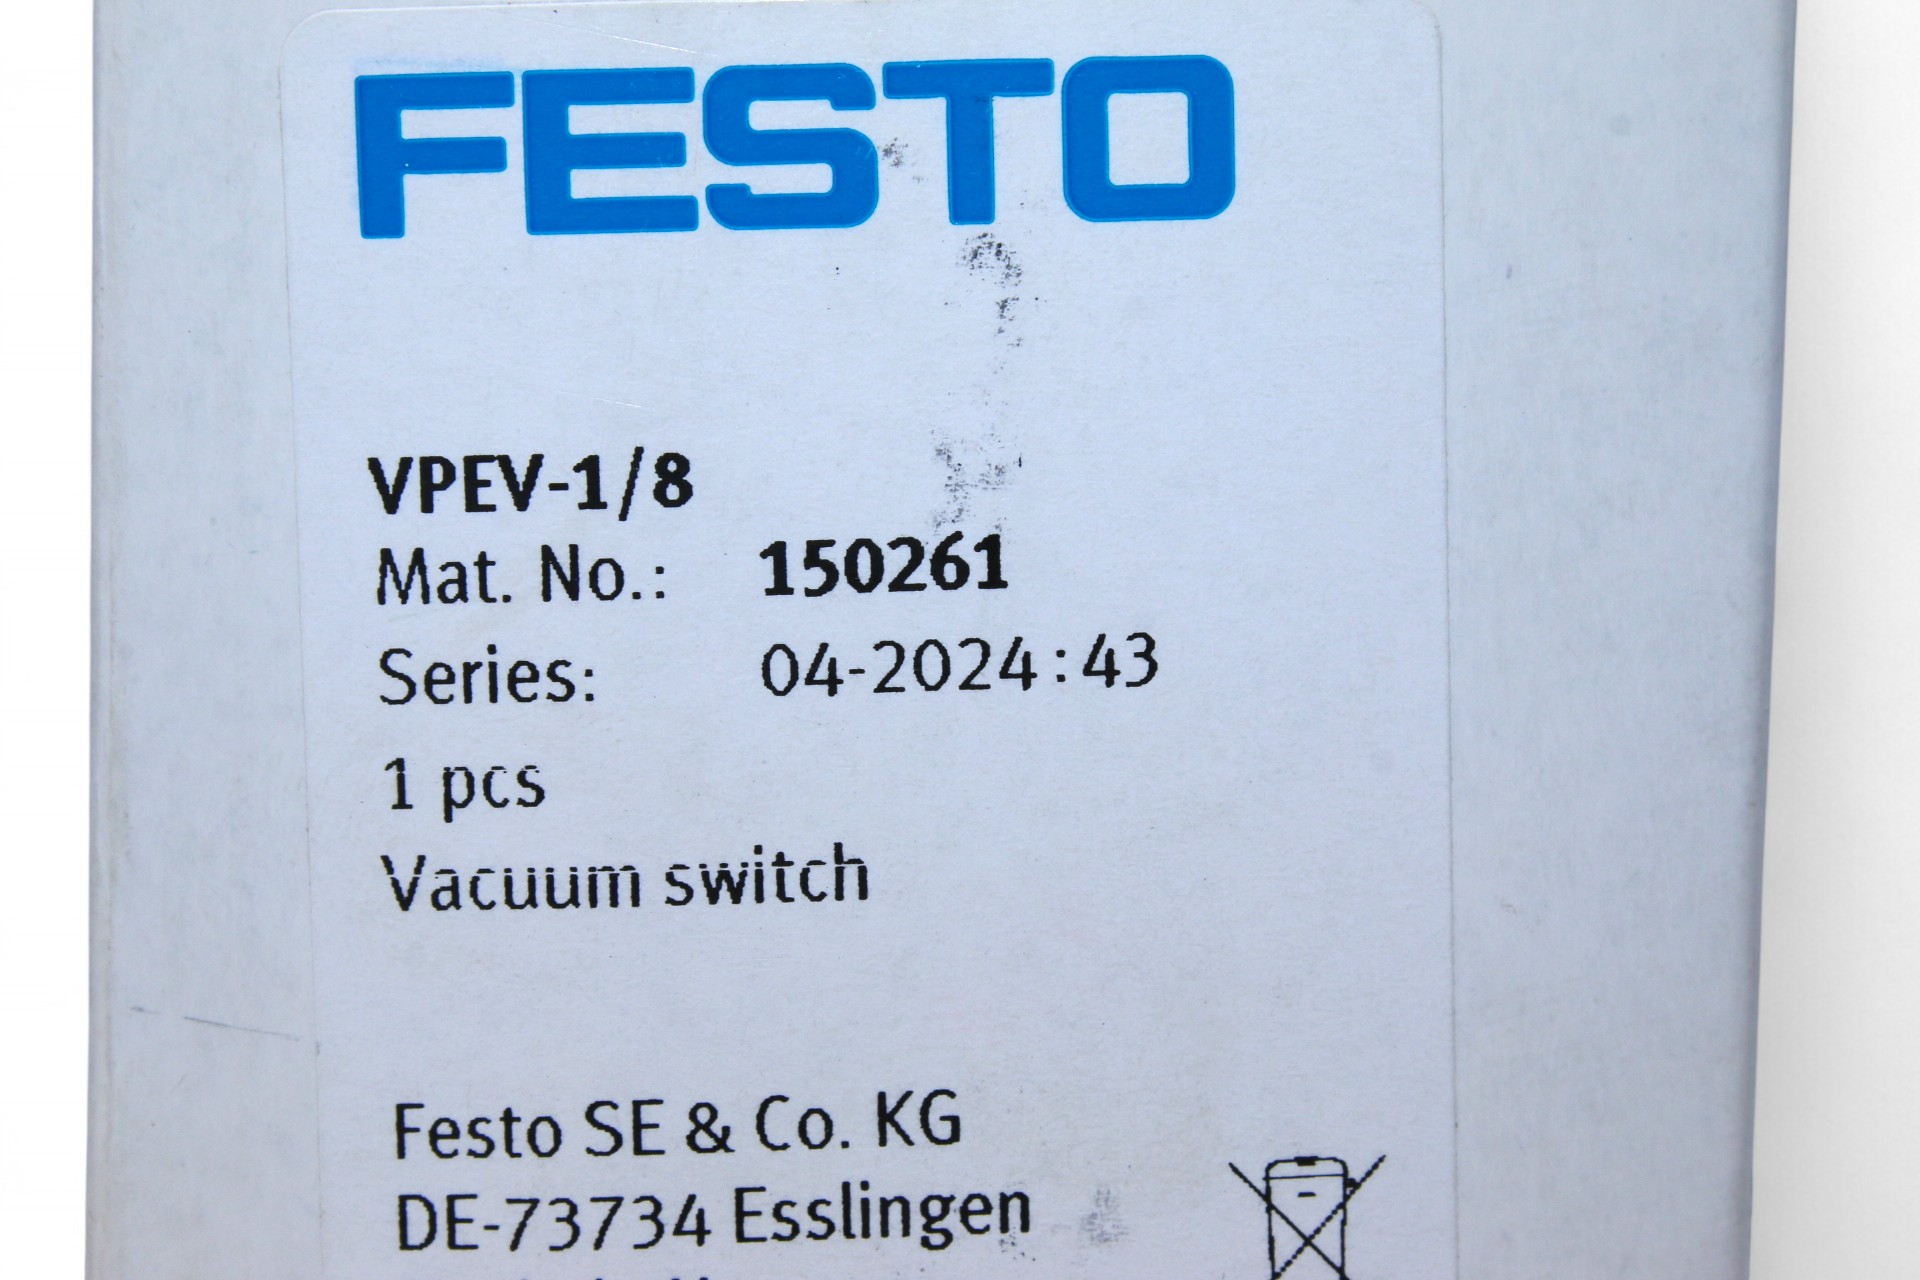 FESTO
VPEV-1/8
Mat. No.: 150261
Series: 04-2024:43
1 pcs
Vacuum switch
Festo SE & Co. KG
DE-73734 Esslingen